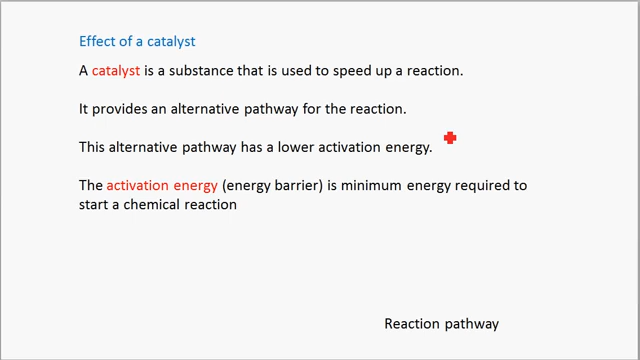 Effect of a catalyst
A catalyst is a substance that is used to speed up a reaction.
It provides an alternative pathway for the reaction.
This alternative pathway has a lower activation energy.
The activation energy (energy barrier) is minimum energy required to
start a chemical reaction
Reaction pathway